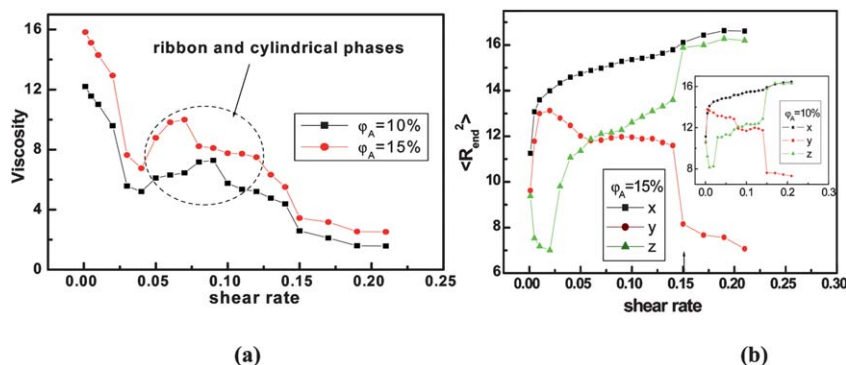 (a)
ribbon and cylindrical phases
φA=10%
φA=15%
Viscosity
16
12
8
4
0
0.00 0.05 0.10 0.15 0.20 0.25
shear rate
(a)
(b)
<Rend²>
16
14
12
10
8
6
φA=10%
x
y
z
16
12
8
0.0 0.1 0.2 0.3
φA=15%
x
y
z
0.00 0.05 0.10 0.15 0.20 0.25 0.30
shear rate
(b)